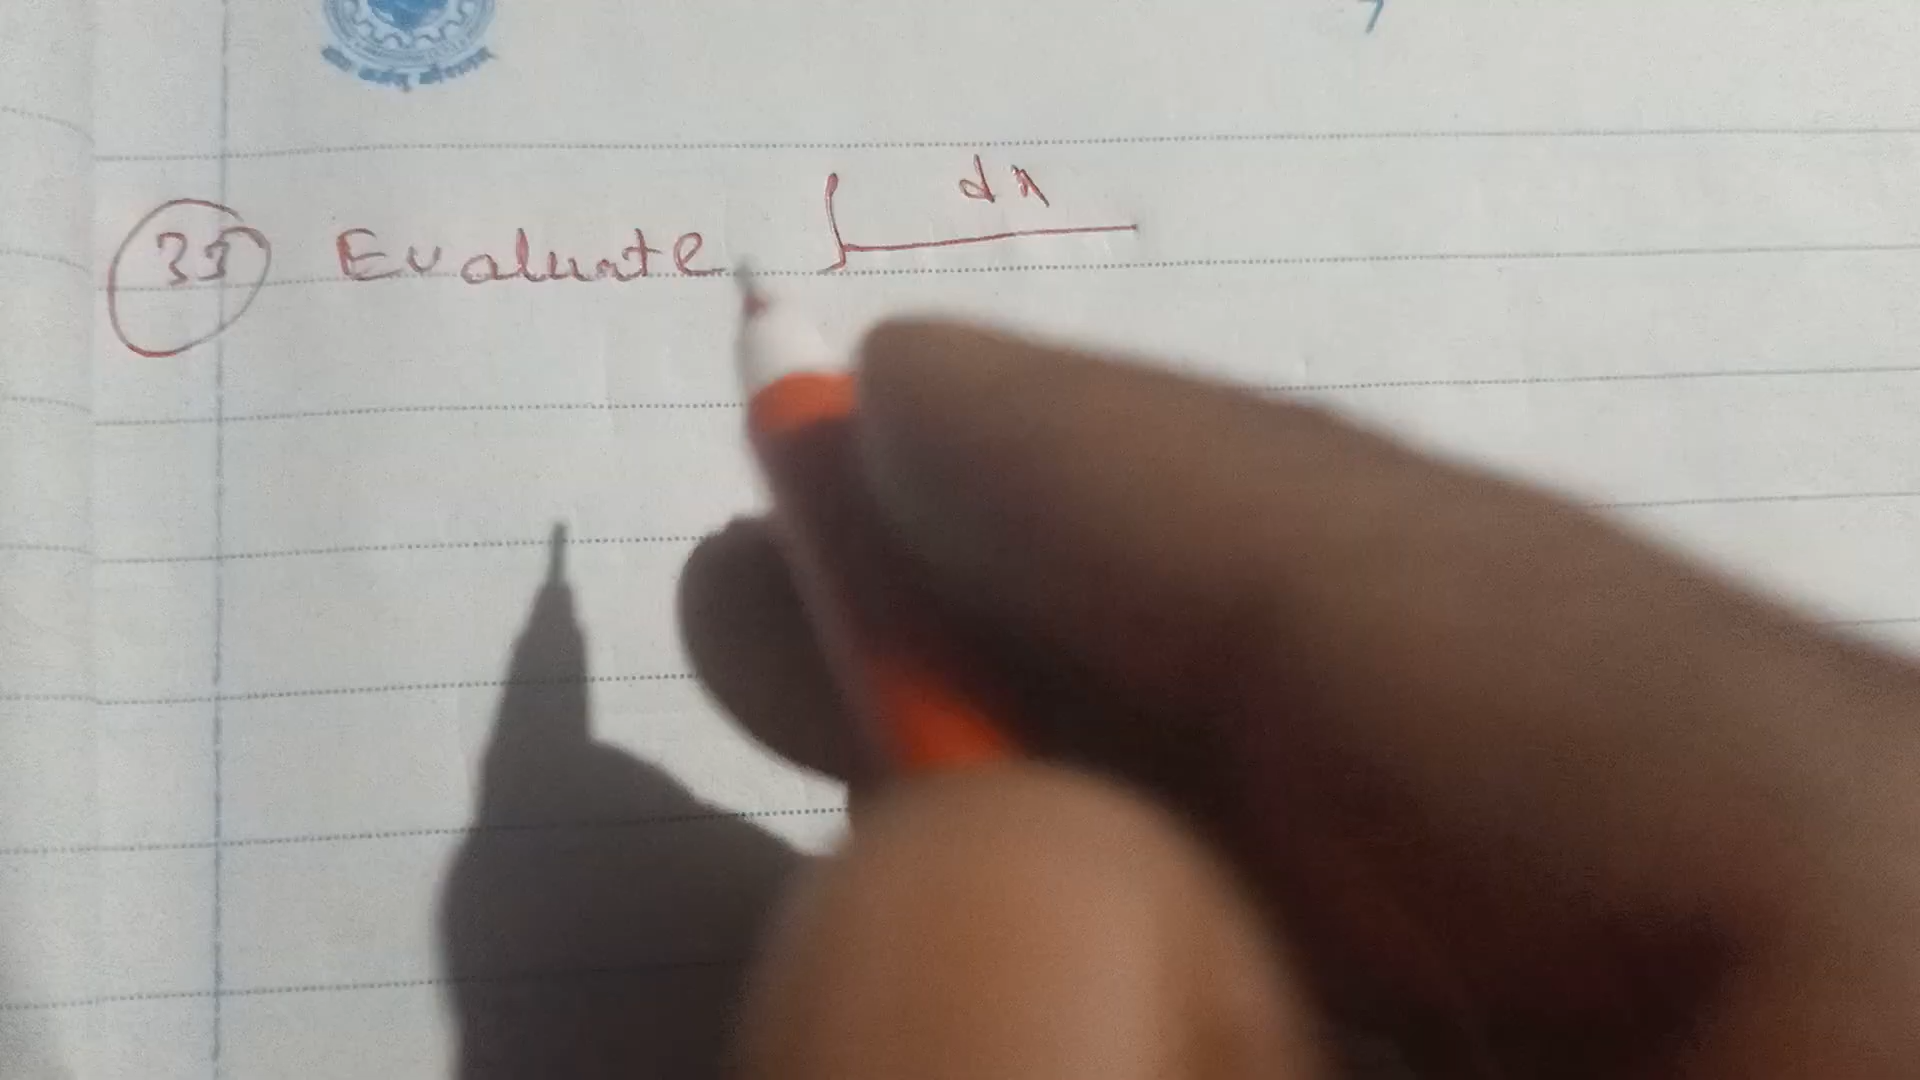 35 Evaluate ∫ dx